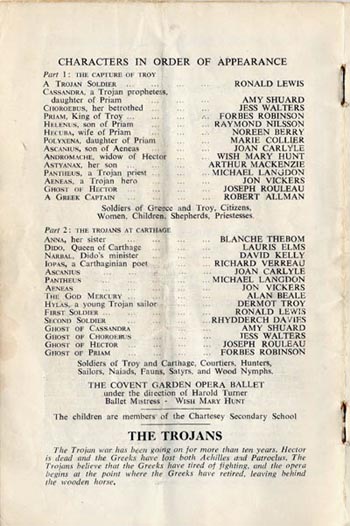 CHARACTERS IN ORDER OF APPEARANCE
Part 1: THE CAPTURE OF TROY
A TROJAN SOLDIER ... ... ... RONALD LEWIS
CASSANDRA, a Trojan prophetess,
daughter of Priam ... ... AMY SHUARD
CHOROEBUS, her betrothed ... ... JESS WALTERS
PRIAM, King of Troy ... ... FORBES ROBINSON
HELENUS, son of Priam ... ... RAYMOND NILSSON
HECUBA, wife of Priam ... ... NOREEN BERRY
POLYXENA, daughter of Priam ... ... MARIE COLLIER
ASCANIUS, son of Aeneas ... ... JOAN CARLYLE
ANDROMACHE, widow of Hector ... ... WISH MARY HUNT
ASTYANAX, her son ... ... ARTHUR MACKENZIE
PANTHEUS, a Trojan priest ... ... MICHAEL LANGDON
AENEAS, a Trojan hero ... ... JON VICKERS
GHOST OF HECTOR ... ... JOSEPH ROULEAU
A GREEK CAPTAIN ... ... ROBERT ALLMAN
Soldiers of Greece and Troy, Citizens,
Women, Children, Shepherds, Priestesses.
Part 2: THE TROJANS AT CARTHAGE
ANNA, her sister ... ... BLANCHE THEBOM
DIDO, Queen of Carthage ... ... LAURIS ELMS
NARBAL, Dido's minister ... ... DAVID KELLY
IOPAS, a Carthaginian poet ... ... RICHARD VERREAU
ASCANIUS ... ... ... JOAN CARLYLE
PANTHEUS ... ... ... MICHAEL LANGDON
AENEAS ... ... ... JON VICKERS
THE GOD MERCURY ... ... ALAN BEALE
HYLAS, a young Trojan sailor ... ... DERMOT TROY
FIRST SOLDIER ... ... ... RONALD LEWIS
SECOND SOLDIER ... ... RHYDDERCH DAVIES
GHOST OF CASSANDRA ... ... AMY SHUARD
GHOST OF CHOROEBUS ... ... JESS WALTERS
GHOST OF HECTOR ... ... JOSEPH ROULEAU
GHOST OF PRIAM ... ... FORBES ROBINSON
Soldiers of Troy and Carthage, Courtiers, Hunters,
Sailors, Naiads, Fauns, Satyrs, and Wood Nymphs.
THE COVENT GARDEN OPERA BALLET
under the direction of Harold Turner
Ballet Mistress - WISH MARY HUNT
The children are members of the Chartesey Secondary School
THE TROJANS
The Trojan war has been going on for more than ten years. Hector
is dead and the Greeks have lost both Achilles and Patroclus. The
Trojans believe that the Greeks have tired of fighting, and the opera
begins at the point where the Greeks have retired, leaving behind
the wooden horse.